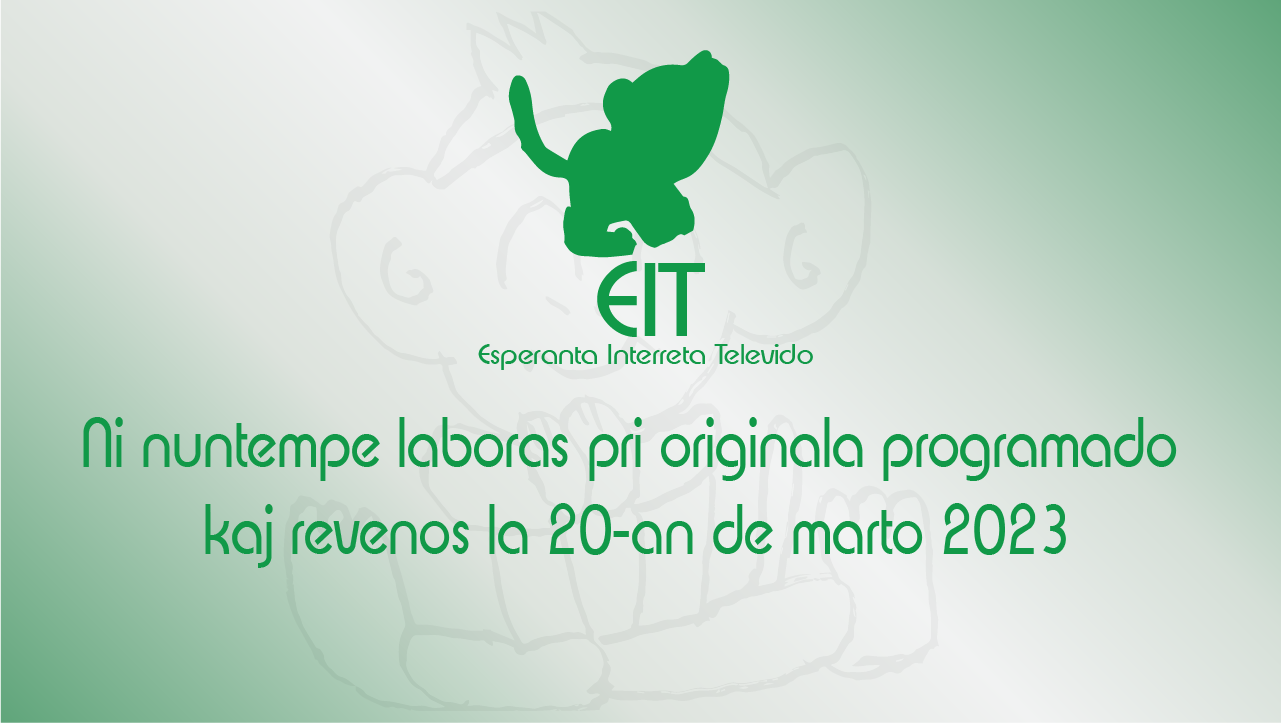 EIT
Esperanta Interreta Televido
Ni nuntempe laboras pri originala programado
kaj revenos la 20-an de marto 2023